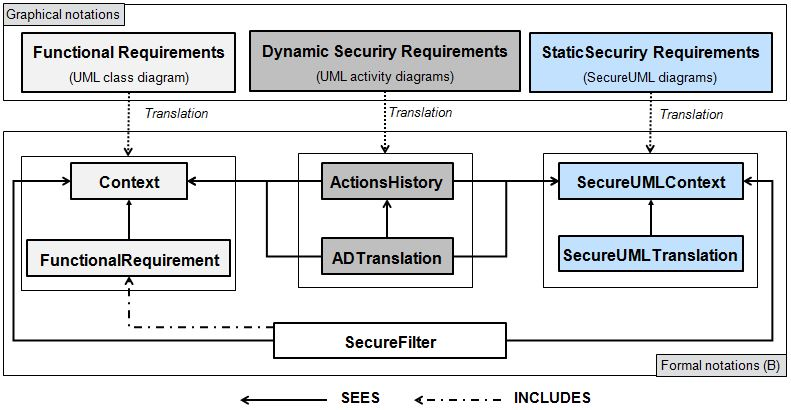 Graphical notations
Functional Requirements
(UML class diagram)
Dynamic Securiry Requirements
(UML activity diagrams)
StaticSecuriry Requirements
(SecureUML diagrams)
Translation
Translation
Translation
Context
ActionsHistory
SecureUMLContext
FunctionalRequirement
ADTranslation
SecureUMLTranslation
SecureFilter
Formal notations (B)
SEES
INCLUDES